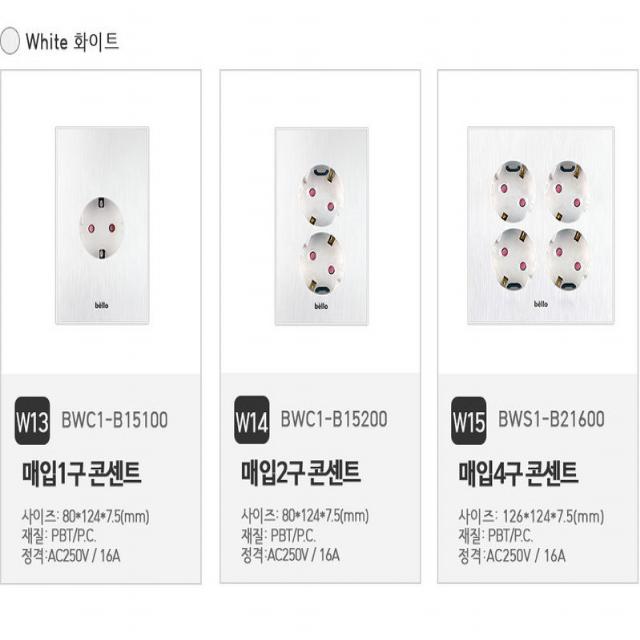 White 화이트
bèllo
bèllo
bèllo
W13 BWC1-B15100
매입1구 콘센트
사이즈: 80*124*7.5(mm)
재질: PBT/P.C.
정격:AC250V / 16A
W14 BWC1-B15200
매입2구 콘센트
사이즈: 80*124*7.5(mm)
재질: PBT/P.C.
정격:AC250V / 16A
W15 BWS1-B21600
매입4구 콘센트
사이즈: 126*124*7.5(mm)
재질: PBT/P.C.
정격:AC250V / 16A